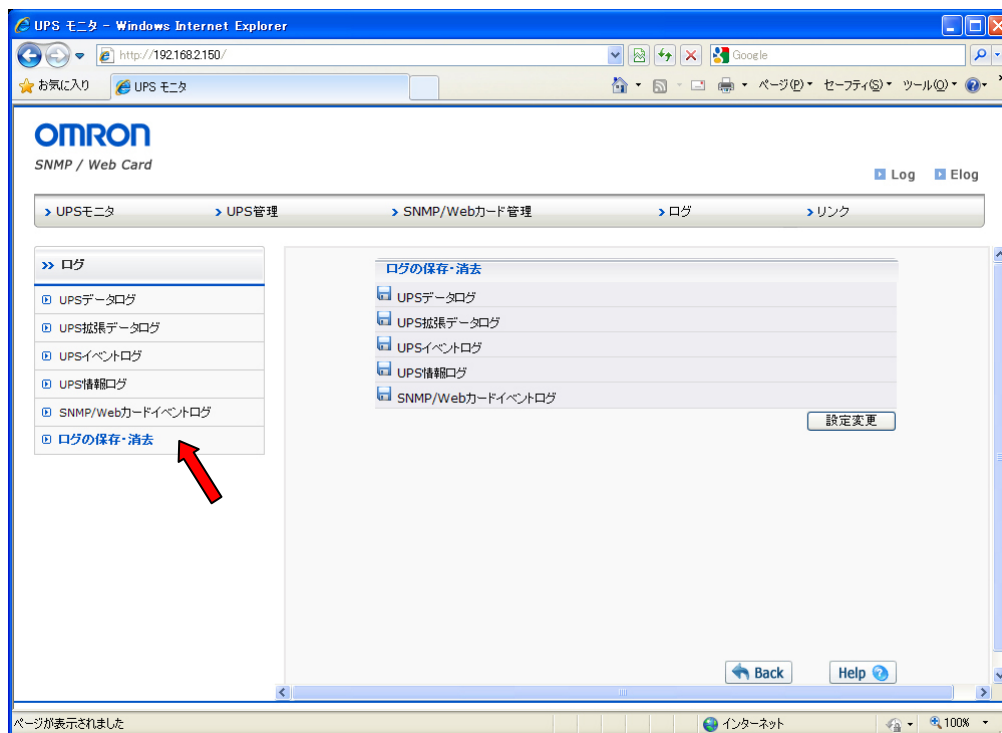 UPS モニタ - Windows Internet Explorer
http://192.168.2.150/
Google
お気に入り
UPS モニタ
ページ(P)
セーフティ(S)
ツール(O)
OMRON
SNMP / Web Card
Log
Elog
UPSモニタ
UPS管理
SNMP/Webカード管理
ログ
リンク
ログ
UPSデータログ
UPS拡張データログ
UPSイベントログ
UPS情報ログ
SNMP/Webカードイベントログ
ログの保存・消去
ログの保存・消去
UPSデータログ
UPS拡張データログ
UPSイベントログ
UPS情報ログ
SNMP/Webカードイベントログ
設定変更
Back
Help
ページが表示されました
インターネット
100%